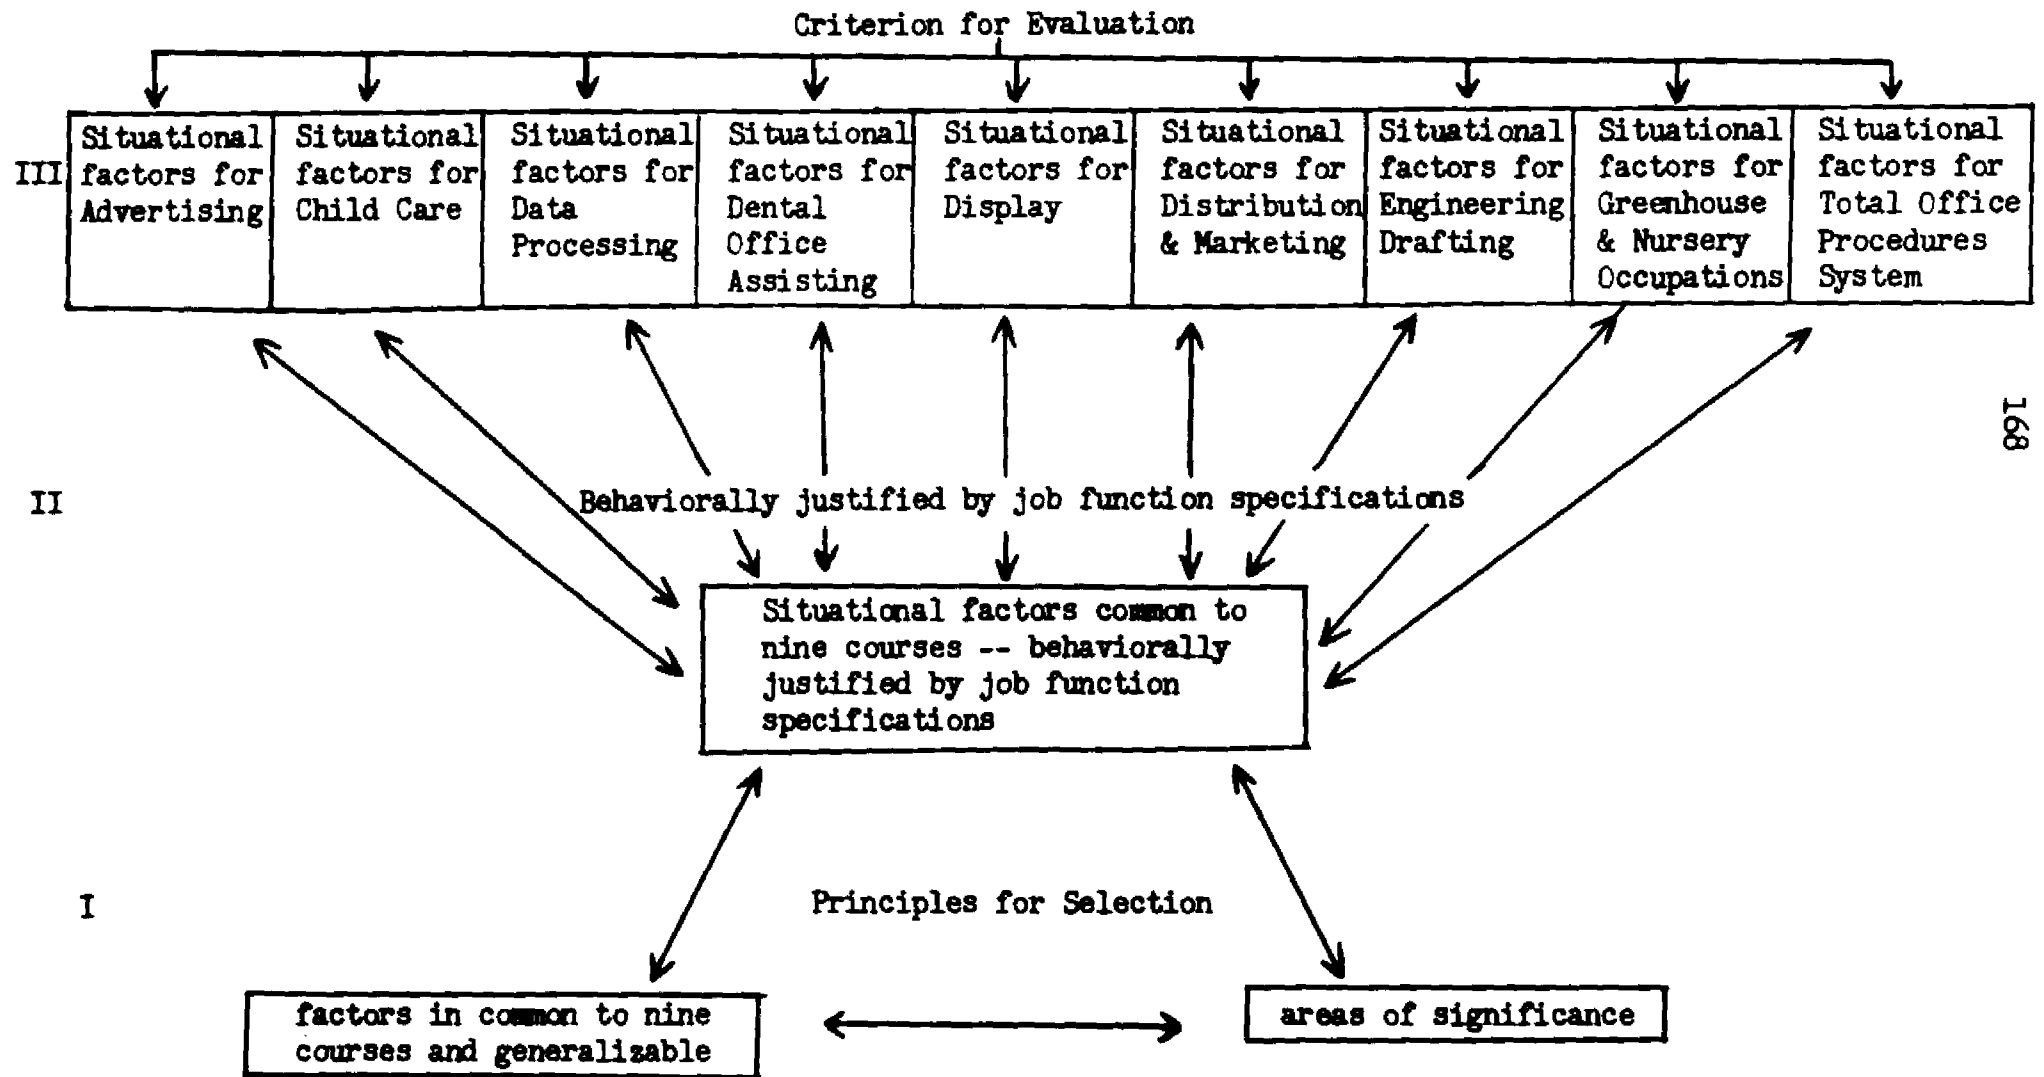 Criterion for Evaluation
III
Situational
factors for
Advertising
Situational
factors for
Child Care
Situational
factors for
Data
Processing
Situational
factors for
Dental
Office
Assisting
Situational
factors for
Display
Situational
factors for
Distribution
& Marketing
Situational
factors for
Engineering
Drafting
Situational
factors for
Greenhouse
& Nursery
Occupations
Situational
factors for
Total Office
Procedures
System
168
II
Behaviorally justified by job function specifications
Situational factors common to
nine courses -- behaviorally
justified by job function
specifications
I
Principles for Selection
factors in common to nine
courses and generalizable
areas of significance